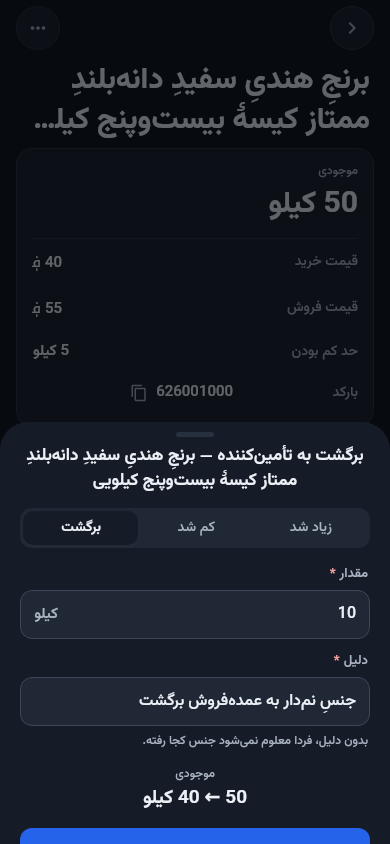 برنجِ هندیِ سفیدِ دانه‌بلندِ
ممتاز کیسهٔ بیست‌وپنج کیلـ...
موجودی
50 کیلو
قیمت خرید
40 ؋
قیمت فروش
55 ؋
حد کم بودن
5 کیلو
بارکد
626001000
برگشت به تأمین‌کننده — برنجِ هندیِ سفیدِ دانه‌بلندِ
ممتاز کیسهٔ بیست‌وپنج کیلویی
زیاد شد
کم شد
برگشت
مقدار *
10 کیلو
دلیل *
جنسِ نم‌دار به عمده‌فروش برگشت
بدون دلیل، فردا معلوم نمی‌شود جنس کجا رفته.
موجودی
50 ← 40 کیلو